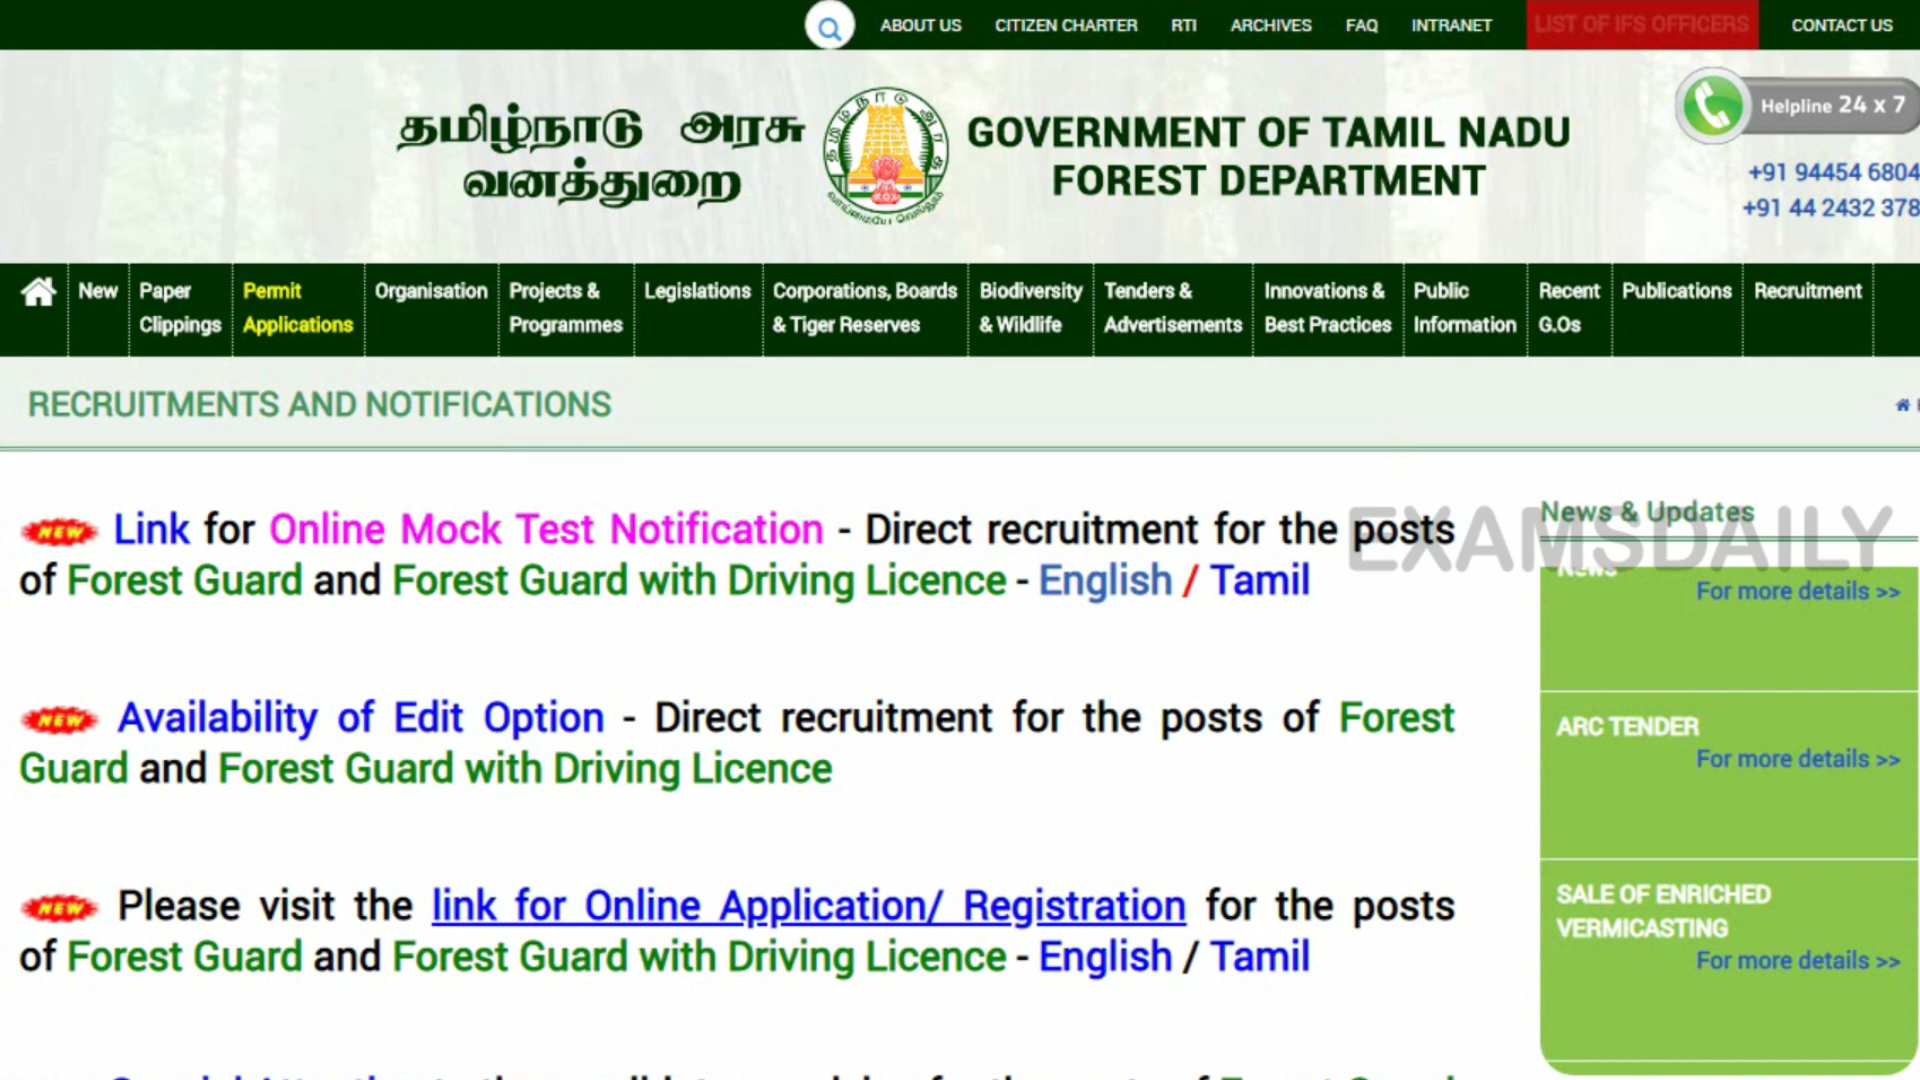 ABOUT US CITIZEN CHARTER RTI ARCHIVES FAQ INTRANET LIST OF IFS OFFICERS CONTACT US
தமிழ்நாடு அரசு
வனத்துறை
GOVERNMENT OF TAMIL NADU
FOREST DEPARTMENT
Helpline 24 x 7
+91 94454 6804
+91 44 2432 378
New Paper Clippings Permit Applications Organisation Projects & Programmes Legislations Corporations, Boards & Tiger Reserves Biodiversity & Wildlife Tenders & Advertisements Innovations & Best Practices Public Information Recent G.Os Publications Recruitment
RECRUITMENTS AND NOTIFICATIONS
NEW Link for Online Mock Test Notification - Direct recruitment for the posts
of Forest Guard and Forest Guard with Driving Licence - English / Tamil
NEW Availability of Edit Option - Direct recruitment for the posts of Forest
Guard and Forest Guard with Driving Licence
NEW Please visit the link for Online Application/ Registration for the posts
of Forest Guard and Forest Guard with Driving Licence - English / Tamil
EXAMSDAILY
News & Updates
News
For more details >>
ARC TENDER
For more details >>
SALE OF ENRICHED
VERMICASTING
For more details >>